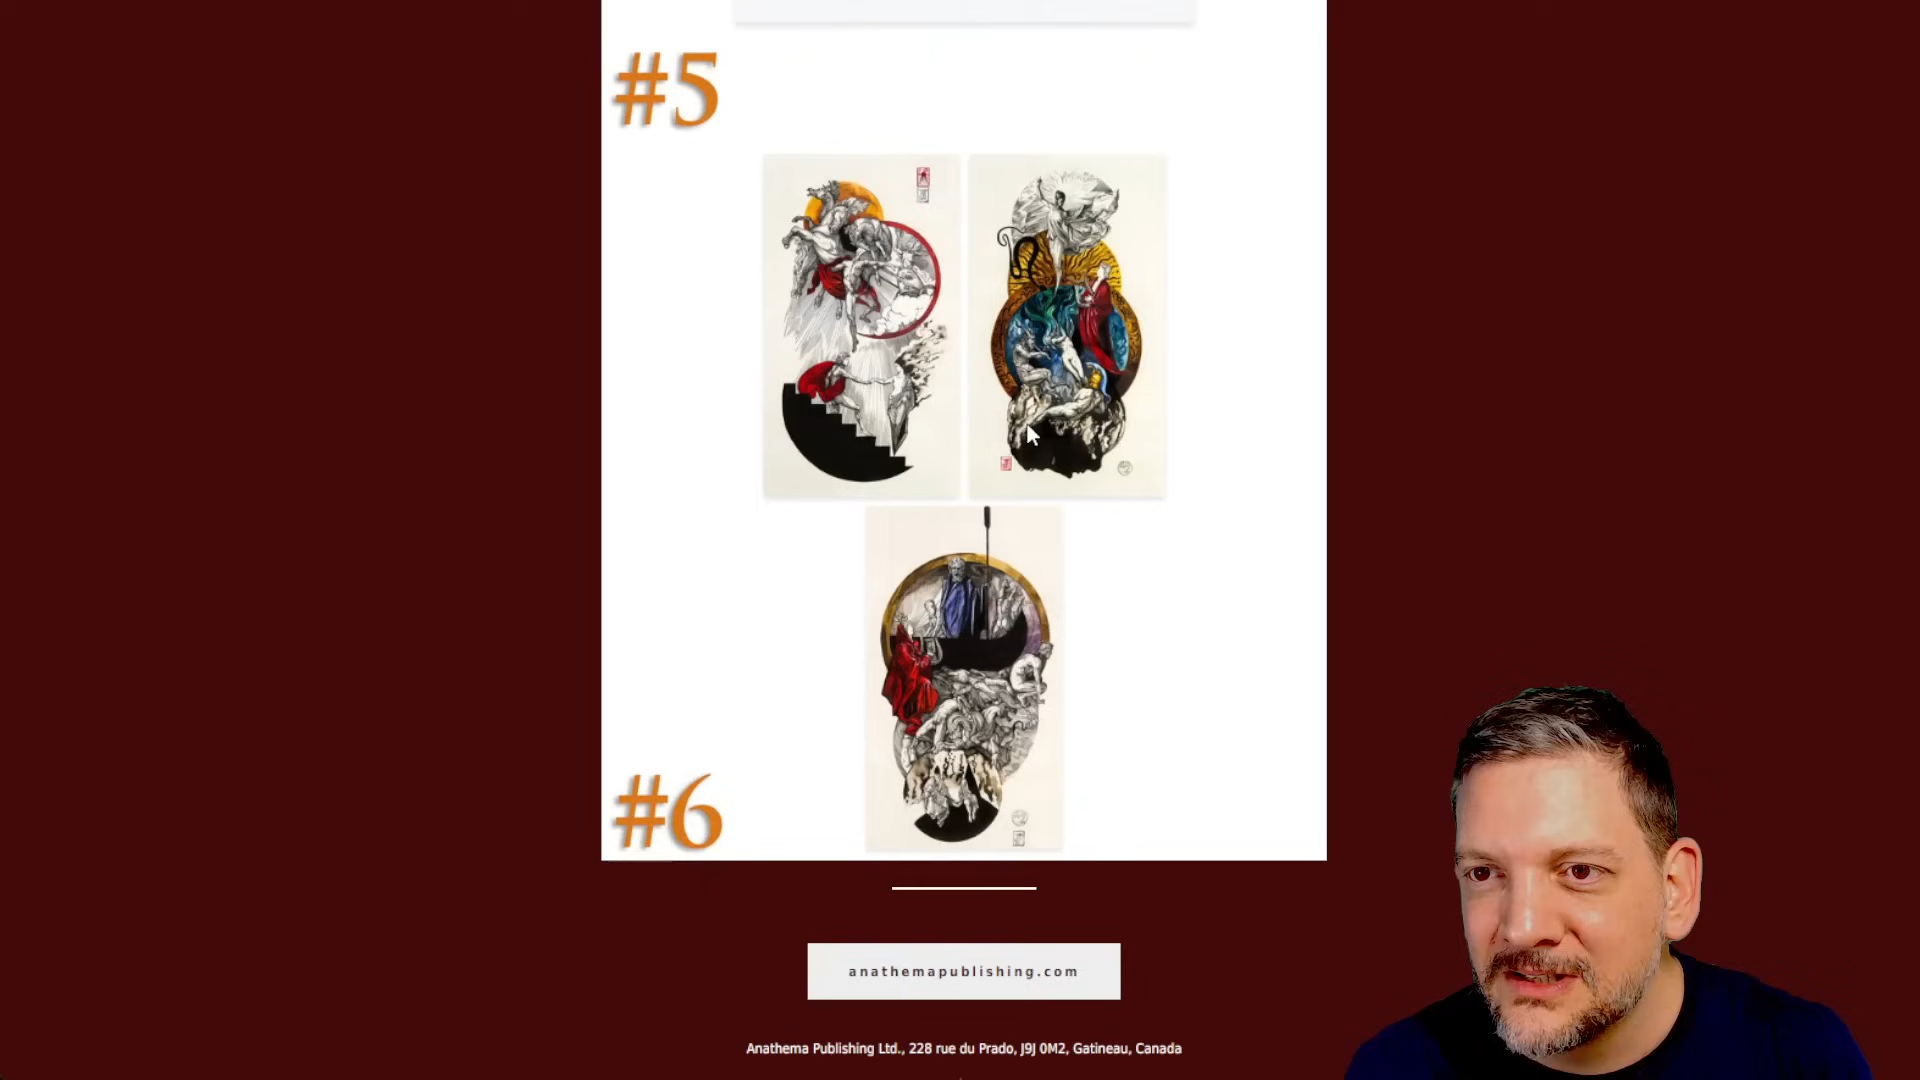 #5
#6
anathemapublishing.com
Anathema Publishing Ltd., 228 rue du Prado, J9J 0M2, Gatineau, Canada